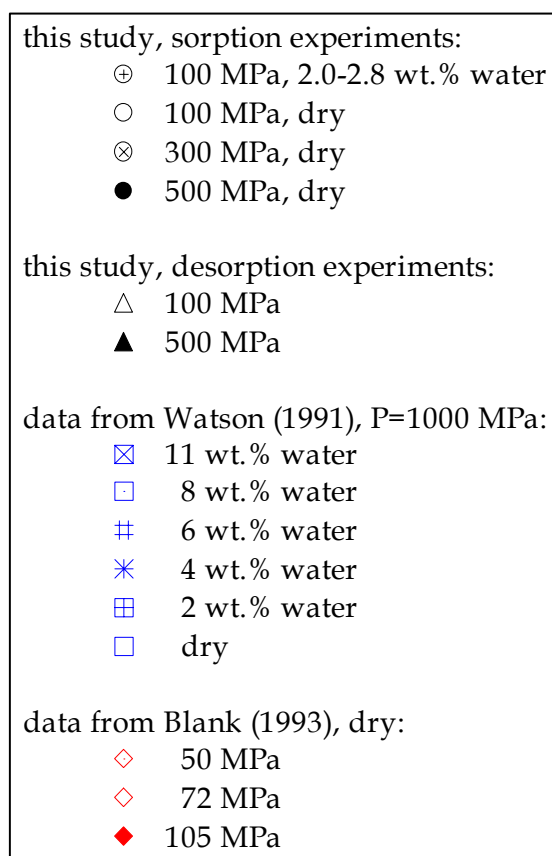 this study, sorption experiments:
100 MPa, 2.0-2.8 wt.% water
100 MPa, dry
300 MPa, dry
500 MPa, dry
this study, desorption experiments:
100 MPa
500 MPa
data from Watson (1991), P=1000 MPa:
11 wt.% water
8 wt.% water
6 wt.% water
4 wt.% water
2 wt.% water
dry
data from Blank (1993), dry:
50 MPa
72 MPa
105 MPa